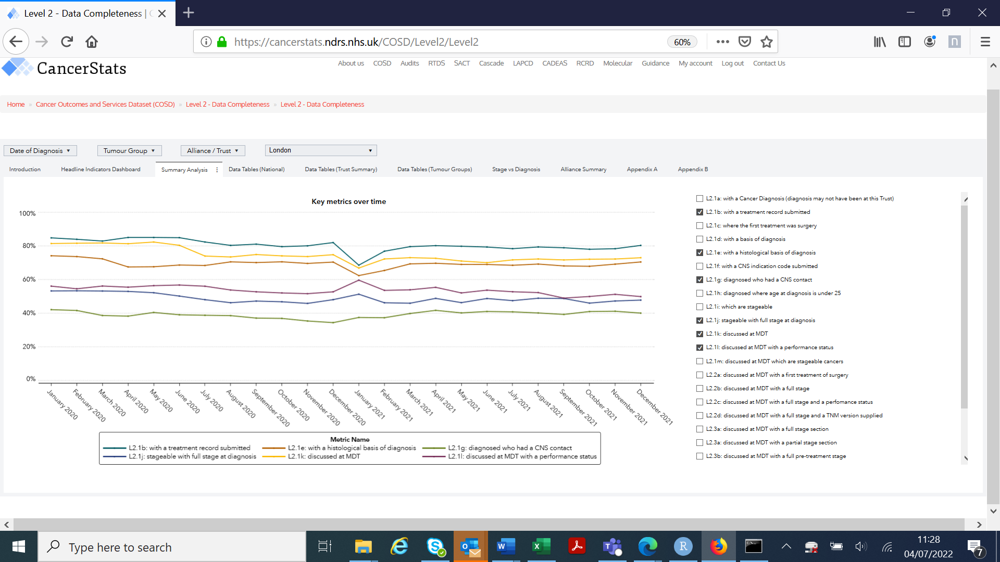 Level 2 - Data Completeness |
https://cancerstats.ndrs.nhs.uk/COSD/Level2/Level2
60%
n
CancerStats
About us COSD Audits RTDS SACT Cascade LAPCD CADEAS RCRD Molecular Guidance My account Log out Contact Us
Home » Cancer Outcomes and Services Dataset (COSD) » Level 2 - Data Completeness » Level 2 - Data Completeness
Date of Diagnosis Tumour Group Alliance / Trust London
Introduction Headline Indicators Dashboard Summary Analysis Data Tables (National) Data Tables (Trust Summary) Data Tables (Tumour Groups) Stage vs Diagnosis Alliance Summary Appendix A Appendix B
Key metrics over time
100%
80%
60%
40%
20%
0%
January 2020
February 2020
March 2020
April 2020
May 2020
June 2020
July 2020
August 2020
September 2020
October 2020
November 2020
December 2020
January 2021
February 2021
March 2021
April 2021
May 2021
June 2021
July 2021
August 2021
September 2021
October 2021
November 2021
December 2021
Metric Name
L2.1b: with a treatment record submitted L2.1e: with a histological basis of diagnosis L2.1g: diagnosed who had a CNS contact
L2.1j: stageable with full stage at diagnosis L2.1k: discussed at MDT L2.1l: discussed at MDT with a performance status
L2.1a: with a Cancer Diagnosis (diagnosis may not have been at this Trust)
L2.1b: with a treatment record submitted
L2.1c: where the first treatment was surgery
L2.1d: with a basis of diagnosis
L2.1e: with a histological basis of diagnosis
L2.1f: with a CNS indication code submitted
L2.1g: diagnosed who had a CNS contact
L2.1h: diagnosed where age at diagnosis is under 25
L2.1i: which are stageable
L2.1j: stageable with full stage at diagnosis
L2.1k: discussed at MDT
L2.1l: discussed at MDT with a performance status
L2.1m: discussed at MDT which are stageable cancers
L2.2a: discussed at MDT with a first treatment of surgery
L2.2b: discussed at MDT with a full stage
L2.2c: discussed at MDT with a full stage and a perfomance status
L2.2d: discussed at MDT with a full stage and a TNM version supplied
L2.3a: discussed at MDT with a full stage section
L2.3a: discussed at MDT with a partial stage section
L2.3b: discussed at MDT with a full pre-treatment stage
Type here to search
11:28
04/07/2022
7